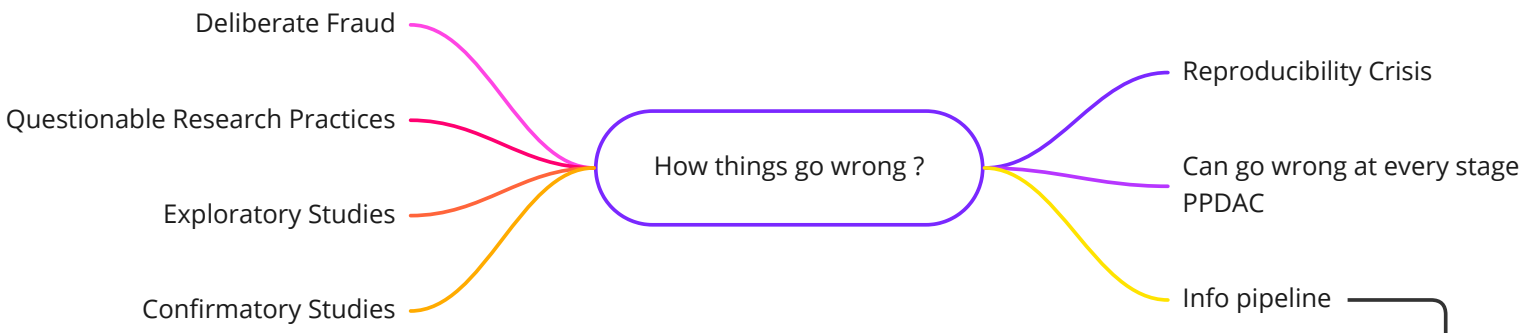 Deliberate Fraud
Questionable Research Practices
Exploratory Studies
Confirmatory Studies
How things go wrong ?
Reproducibility Crisis
Can go wrong at every stage
PPDAC
Info pipeline